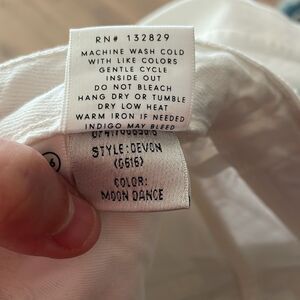 RN# 132829
MACHINE WASH COLD
WITH LIKE COLORS
GENTLE CYCLE
INSIDE OUT
DO NOT BLEACH
HANG DRY OR TUMBLE
DRY LOW HEAT
WARM IRON IF NEEDED
INDIGO MAY BLEED
STYLE: DEVON
(G616)
COLOR:
MOON DANCE